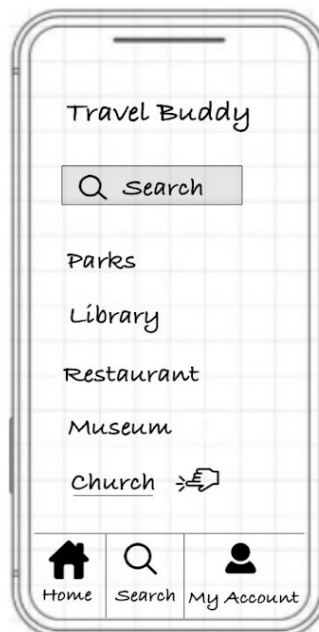 Travel Buddy
Search
Parks
Library
Restaurant
Museum
Church
Home Search My Account